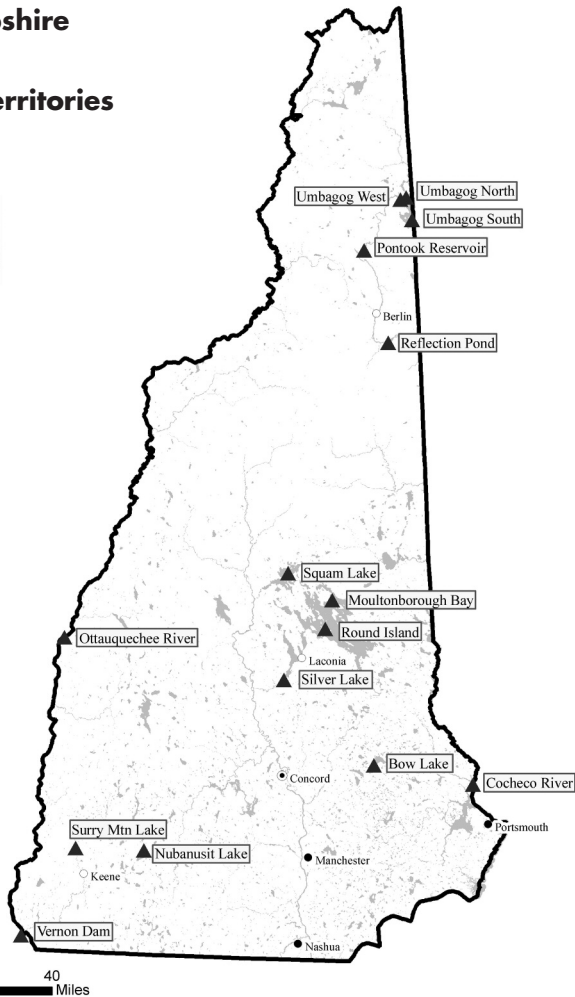 shire
erritories
Umbagog West
Umbagog North
Umbagog South
Pontook Reservoir
Berlin
Reflection Pond
Squam Lake
Moultonborough Bay
Round Island
Ottauquechee River
Laconia
Silver Lake
Bow Lake
Concord
Cocheco River
Portsmouth
Surry Mtn Lake
Nubanusit Lake
Manchester
Keene
Vernon Dam
Nashua
40
Miles